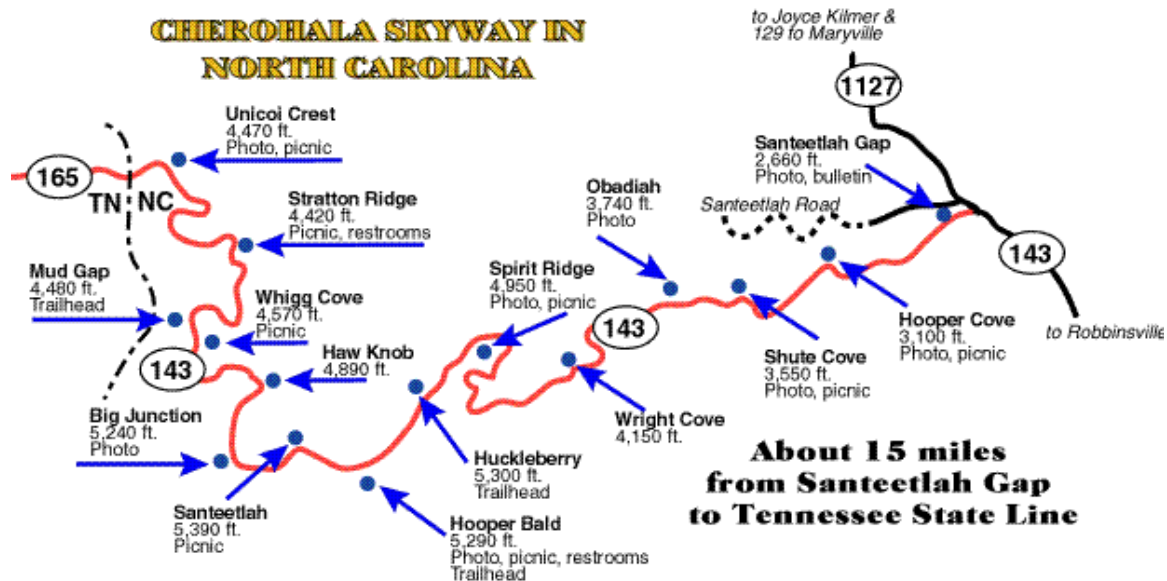 CHEROHALA SKYWAY IN
NORTH CAROLINA
to Joyce Kilmer &
129 to Maryville
1127
Unicoi Crest
4,470 ft.
Photo, picnic
Santeetlah Gap
2,660 ft.
Photo, bulletin
165
TN NC
Stratton Ridge
4,420 ft.
Picnic, restrooms
Obadiah
3,740 ft.
Photo
Santeetlah Road
143
Mud Gap
4,480 ft.
Trailhead
Whigg Cove
4,570 ft.
Picnic
Spirit Ridge
4,950 ft.
Photo, picnic
143
Hooper Cove
3,100 ft.
Photo, picnic
to Robbinsville
143
Haw Knob
4,890 ft.
Shute Cove
3,550 ft.
Photo, picnic
Big Junction
5,240 ft.
Photo
Wright Cove
4,150 ft.
Huckleberry
5,300 ft.
Trailhead
Santeetlah
5,390 ft.
Picnic
Hooper Bald
5,290 ft.
Photo, picnic, restrooms
Trailhead
About 15 miles
from Santeetlah Gap
to Tennessee State Line